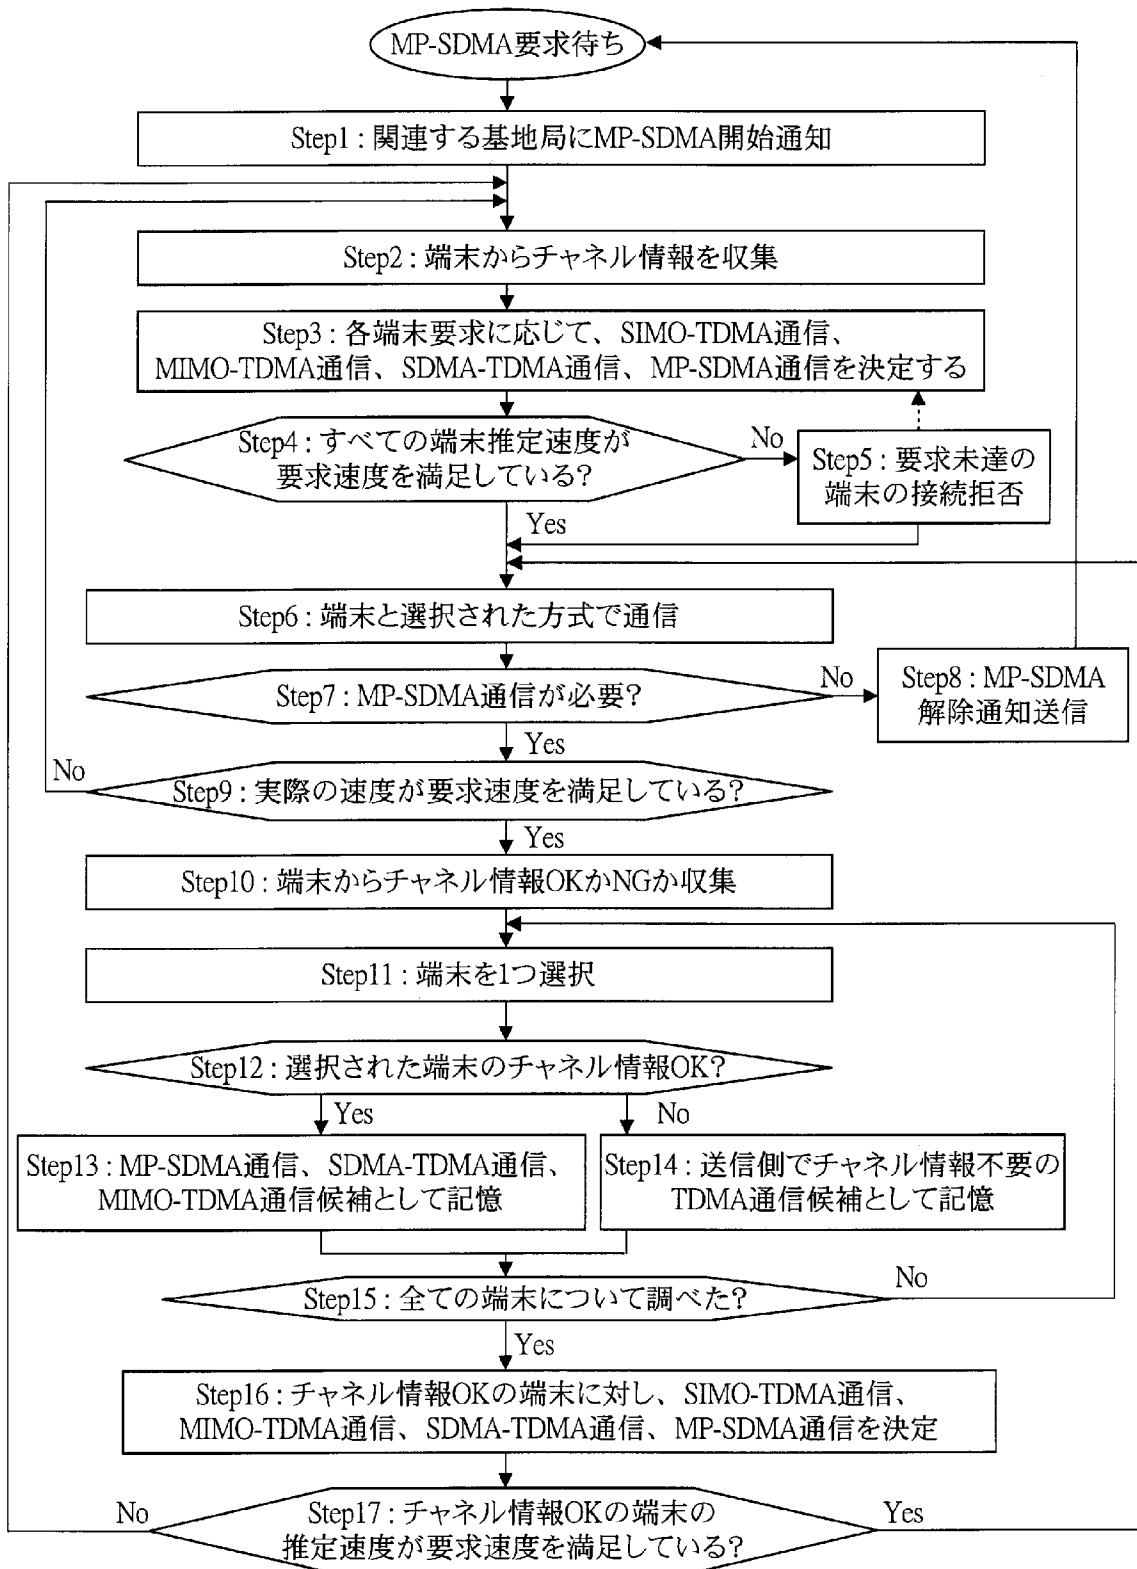 MP-SDMA要求待ち
Step1 : 関連する基地局にMP-SDMA開始通知
Step2 : 端末からチャネル情報を収集
Step3 : 各端末要求に応じて、SIMO-TDMA通信、
MIMO-TDMA通信、SDMA-TDMA通信、MP-SDMA通信を決定する
Step4 : すべての端末推定速度が
要求速度を満足している?
No
Step5 : 要求未達の
端末の接続拒否
Yes
Step6 : 端末と選択された方式で通信
Step7 : MP-SDMA通信が必要?
No
Step8 : MP-SDMA
解除通知送信
Yes
No
Step9 : 実際の速度が要求速度を満足している?
Yes
Step10 : 端末からチャネル情報OKかNGか収集
Step11 : 端末を1つ選択
Step12 : 選択された端末のチャネル情報OK?
Yes
No
Step13 : MP-SDMA通信、SDMA-TDMA通信、
MIMO-TDMA通信候補として記憶
Step14 : 送信側でチャネル情報不要の
TDMA通信候補として記憶
Step15 : 全ての端末について調べた?
No
Yes
Step16 : チャネル情報OKの端末に対し、SIMO-TDMA通信、
MIMO-TDMA通信、SDMA-TDMA通信、MP-SDMA通信を決定
No
Step17 : チャネル情報OKの端末の
推定速度が要求速度を満足している?
Yes